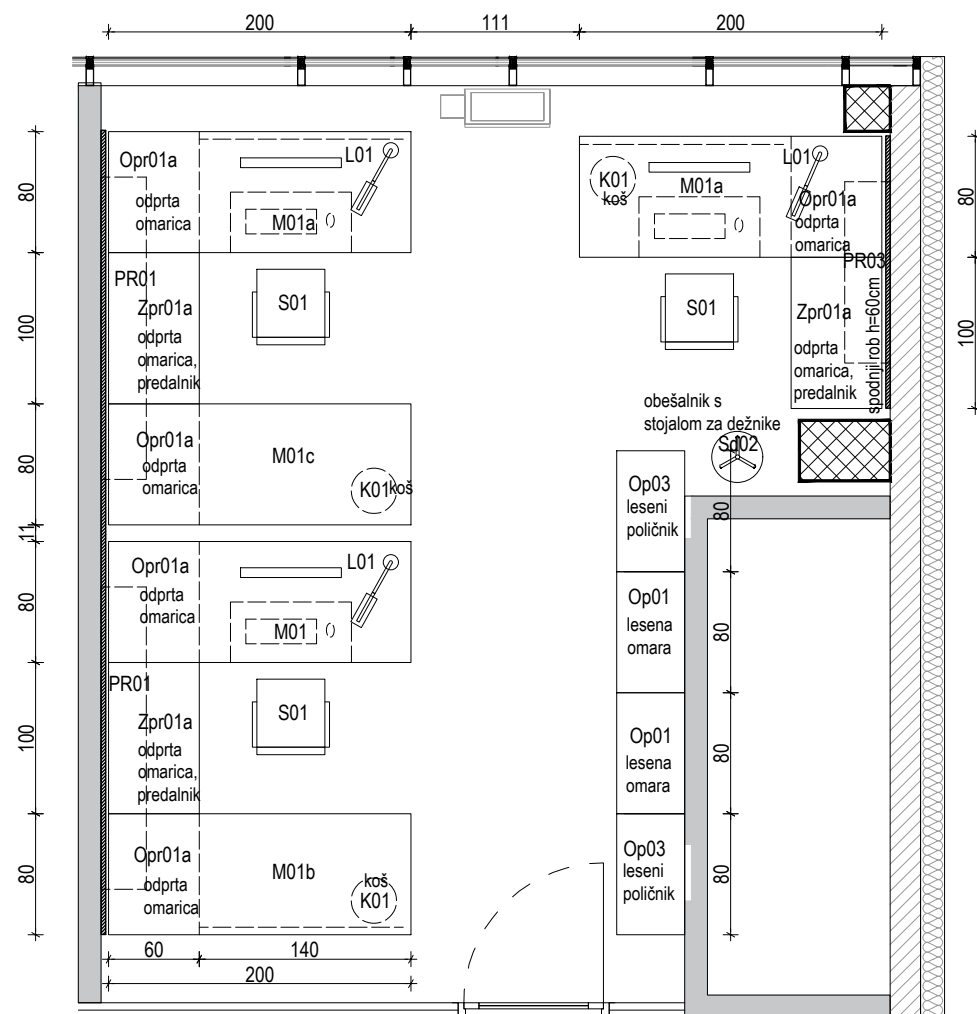 200
111
200
80
100
80
11
80
100
80
Opr01a
odprta
omarica
L01
M01a
PR01
Zpr01a
odprta
omarica,
predalnik
S01
Opr01a
odprta
omarica
M01c
K01
koš
Opr01a
odprta
omarica
L01
M01
PR01
Zpr01a
odprta
omarica,
predalnik
S01
Opr01a
odprta
omarica
M01b
koš
K01
60
140
200
K01
koš
M01a
L01
Opr01a
odprta
omarica
PR03
spodnji rob h=60cm
Zpr01a
odprta
omarica,
predalnik
S01
80
100
obešalnik s
stojalom za dežnike
Sd02
Op03
leseni
poličnik
80
Op01
lesena
omara
80
Op01
lesena
omara
80
Op03
leseni
poličnik
80